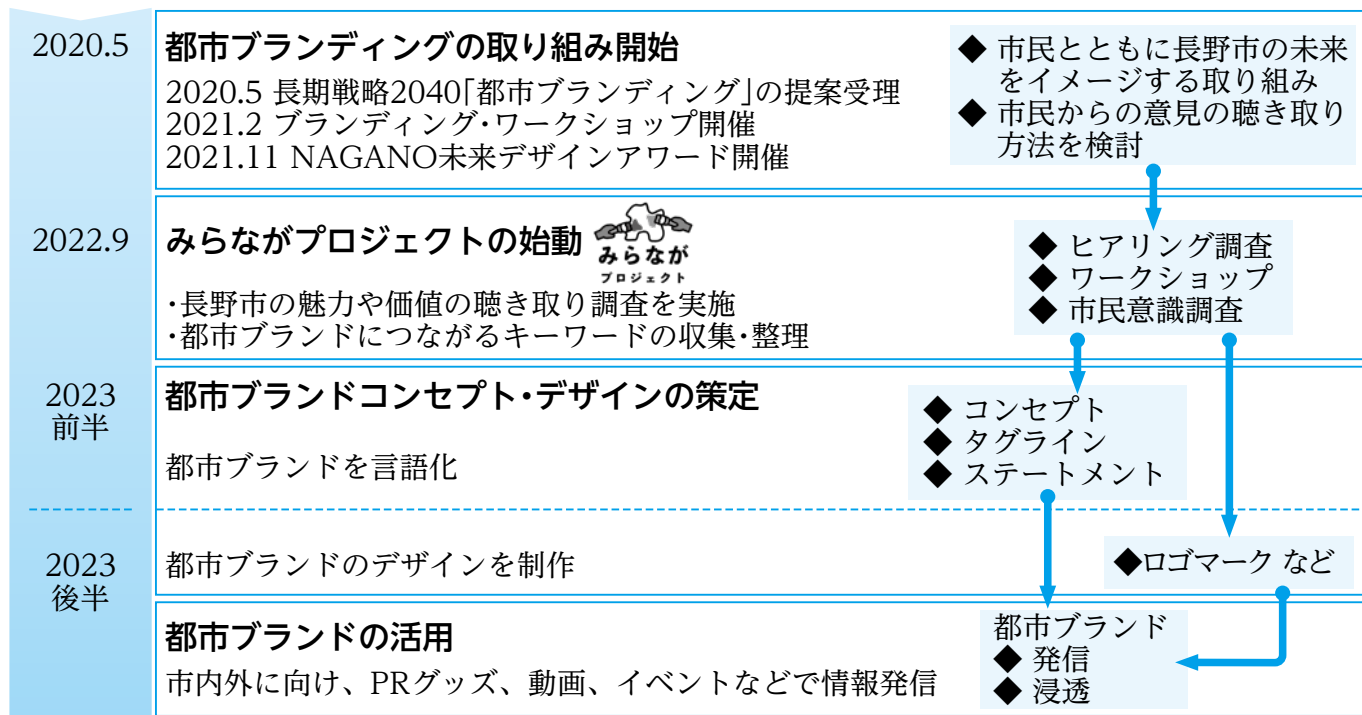 2020.5
都市ブランディングの取り組み開始
2020.5 長期戦略2040「都市ブランディング」の提案受理
2021.2 ブランディング・ワークショップ開催
2021.11 NAGANO未来デザインアワード開催
◆ 市民とともに長野市の未来
をイメージする取り組み
◆ 市民からの意見の聴き取り
方法を検討
2022.9
みらながプロジェクトの始動
みらなが
プロジェクト
・長野市の魅力や価値の聴き取り調査を実施
・都市ブランドにつながるキーワードの収集・整理
◆ ヒアリング調査
◆ ワークショップ
◆ 市民意識調査
2023
前半
都市ブランドコンセプト・デザインの策定
都市ブランドを言語化
◆ コンセプト
◆ タグライン
◆ ステートメント
2023
後半
都市ブランドのデザインを制作
◆ロゴマーク など
都市ブランドの活用
市内外に向け、PRグッズ、動画、イベントなどで情報発信
都市ブランド
◆ 発信
◆ 浸透